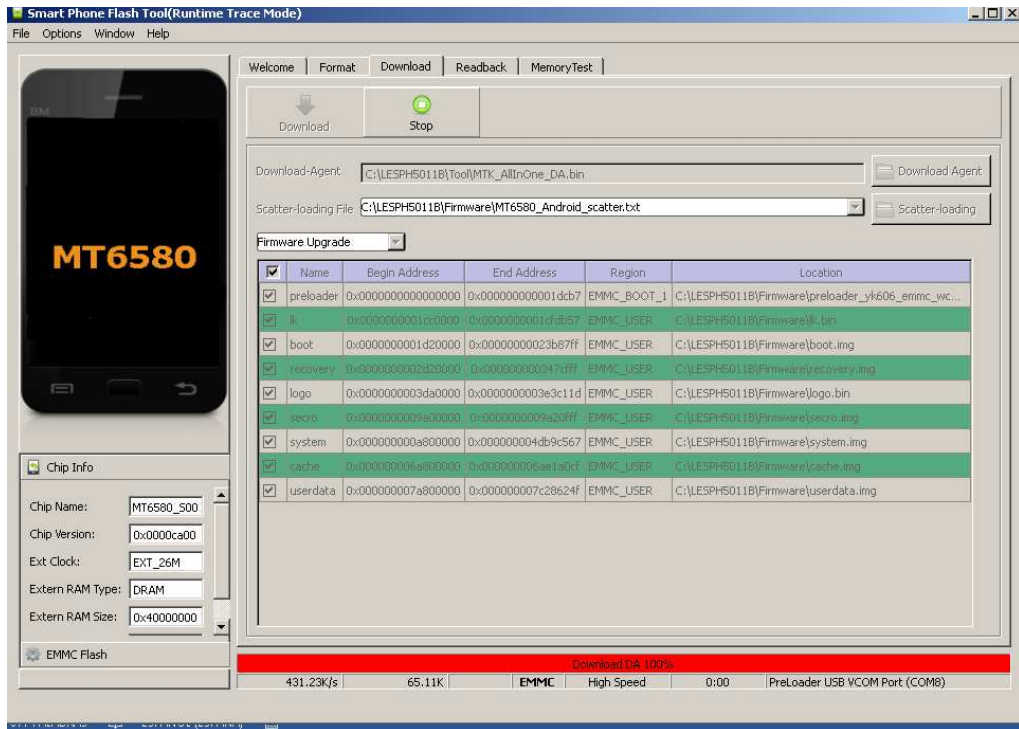 Smart Phone Flash Tool(Runtime Trace Mode)
File Options Window Help
Welcome Format Download Readback MemoryTest
Download Stop
BM
MT6580
Download-Agent C:\LESPH5011B\Tool\MTK_AllInOne_DA.bin Download Agent
Scatter-loading File C:\LESPH5011B\Firmware\MT6580_Android_scatter.txt Scatter-loading
Firmware Upgrade
Name Begin Address End Address Region Location
preloader 0x0000000000000000 0x000000000001dcb7 EMMC_BOOT_1 C:\LESPH5011B\Firmware\preloader_yk606_emmc_wc...
lk 0x0000000001cc0000 0x0000000001cfdb57 EMMC_USER C:\LESPH5011B\Firmware\lk.bin
boot 0x0000000001d20000 0x00000000023b87ff EMMC_USER C:\LESPH5011B\Firmware\boot.img
recovery 0x0000000002d20000 0x000000000347cfff EMMC_USER C:\LESPH5011B\Firmware\recovery.img
logo 0x0000000003da0000 0x0000000003e3c11d EMMC_USER C:\LESPH5011B\Firmware\logo.bin
secro 0x0000000009a00000 0x0000000009a20fff EMMC_USER C:\LESPH5011B\Firmware\secro.img
system 0x000000000a800000 0x000000004db9c567 EMMC_USER C:\LESPH5011B\Firmware\system.img
cache 0x000000006a800000 0x000000006ae1a0cf EMMC_USER C:\LESPH5011B\Firmware\cache.img
userdata 0x000000007a800000 0x000000007c28624f EMMC_USER C:\LESPH5011B\Firmware\userdata.img
Chip Info
Chip Name: MT6580_S00
Chip Version: 0x0000ca00
Ext Clock: EXT_26M
Extern RAM Type: DRAM
Extern RAM Size: 0x40000000
EMMC Flash
Download DA 100%
431.23K/s 65.11K EMMC High Speed 0:00 PreLoader USB VCOM Port (COM8)